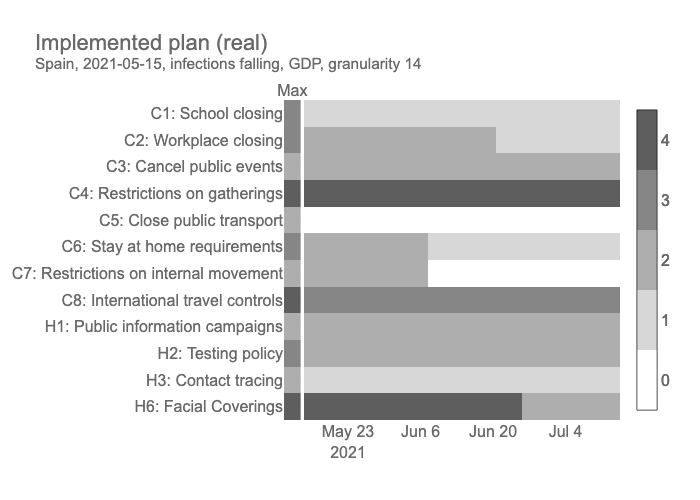 Implemented plan (real)
Spain, 2021-05-15, infections falling, GDP, granularity 14
Max
C1: School closing
C2: Workplace closing
C3: Cancel public events
C4: Restrictions on gatherings
C5: Close public transport
C6: Stay at home requirements
C7: Restrictions on internal movement
C8: International travel controls
H1: Public information campaigns
H2: Testing policy
H3: Contact tracing
H6: Facial Coverings
4
3
2
1
0
May 23 Jun 6 Jun 20 Jul 4
2021